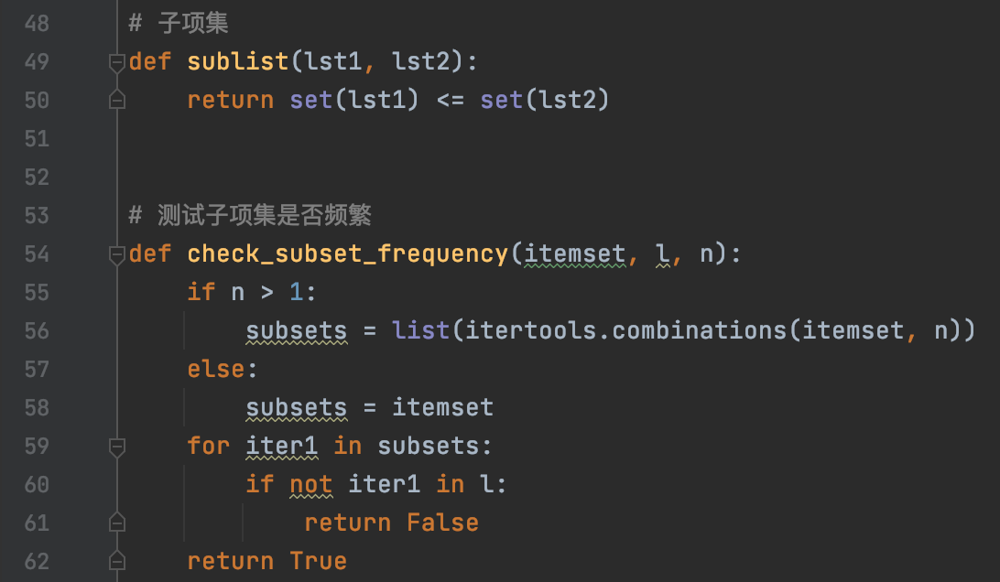 48 # 子项集
49 def sublist(lst1, lst2):
50 return set(lst1) <= set(lst2)
51
52
53 # 测试子项集是否频繁
54 def check_subset_frequency(itemset, l, n):
55 if n > 1:
56 subsets = list(itertools.combinations(itemset, n))
57 else:
58 subsets = itemset
59 for iter1 in subsets:
60 if not iter1 in l:
61 return False
62 return True